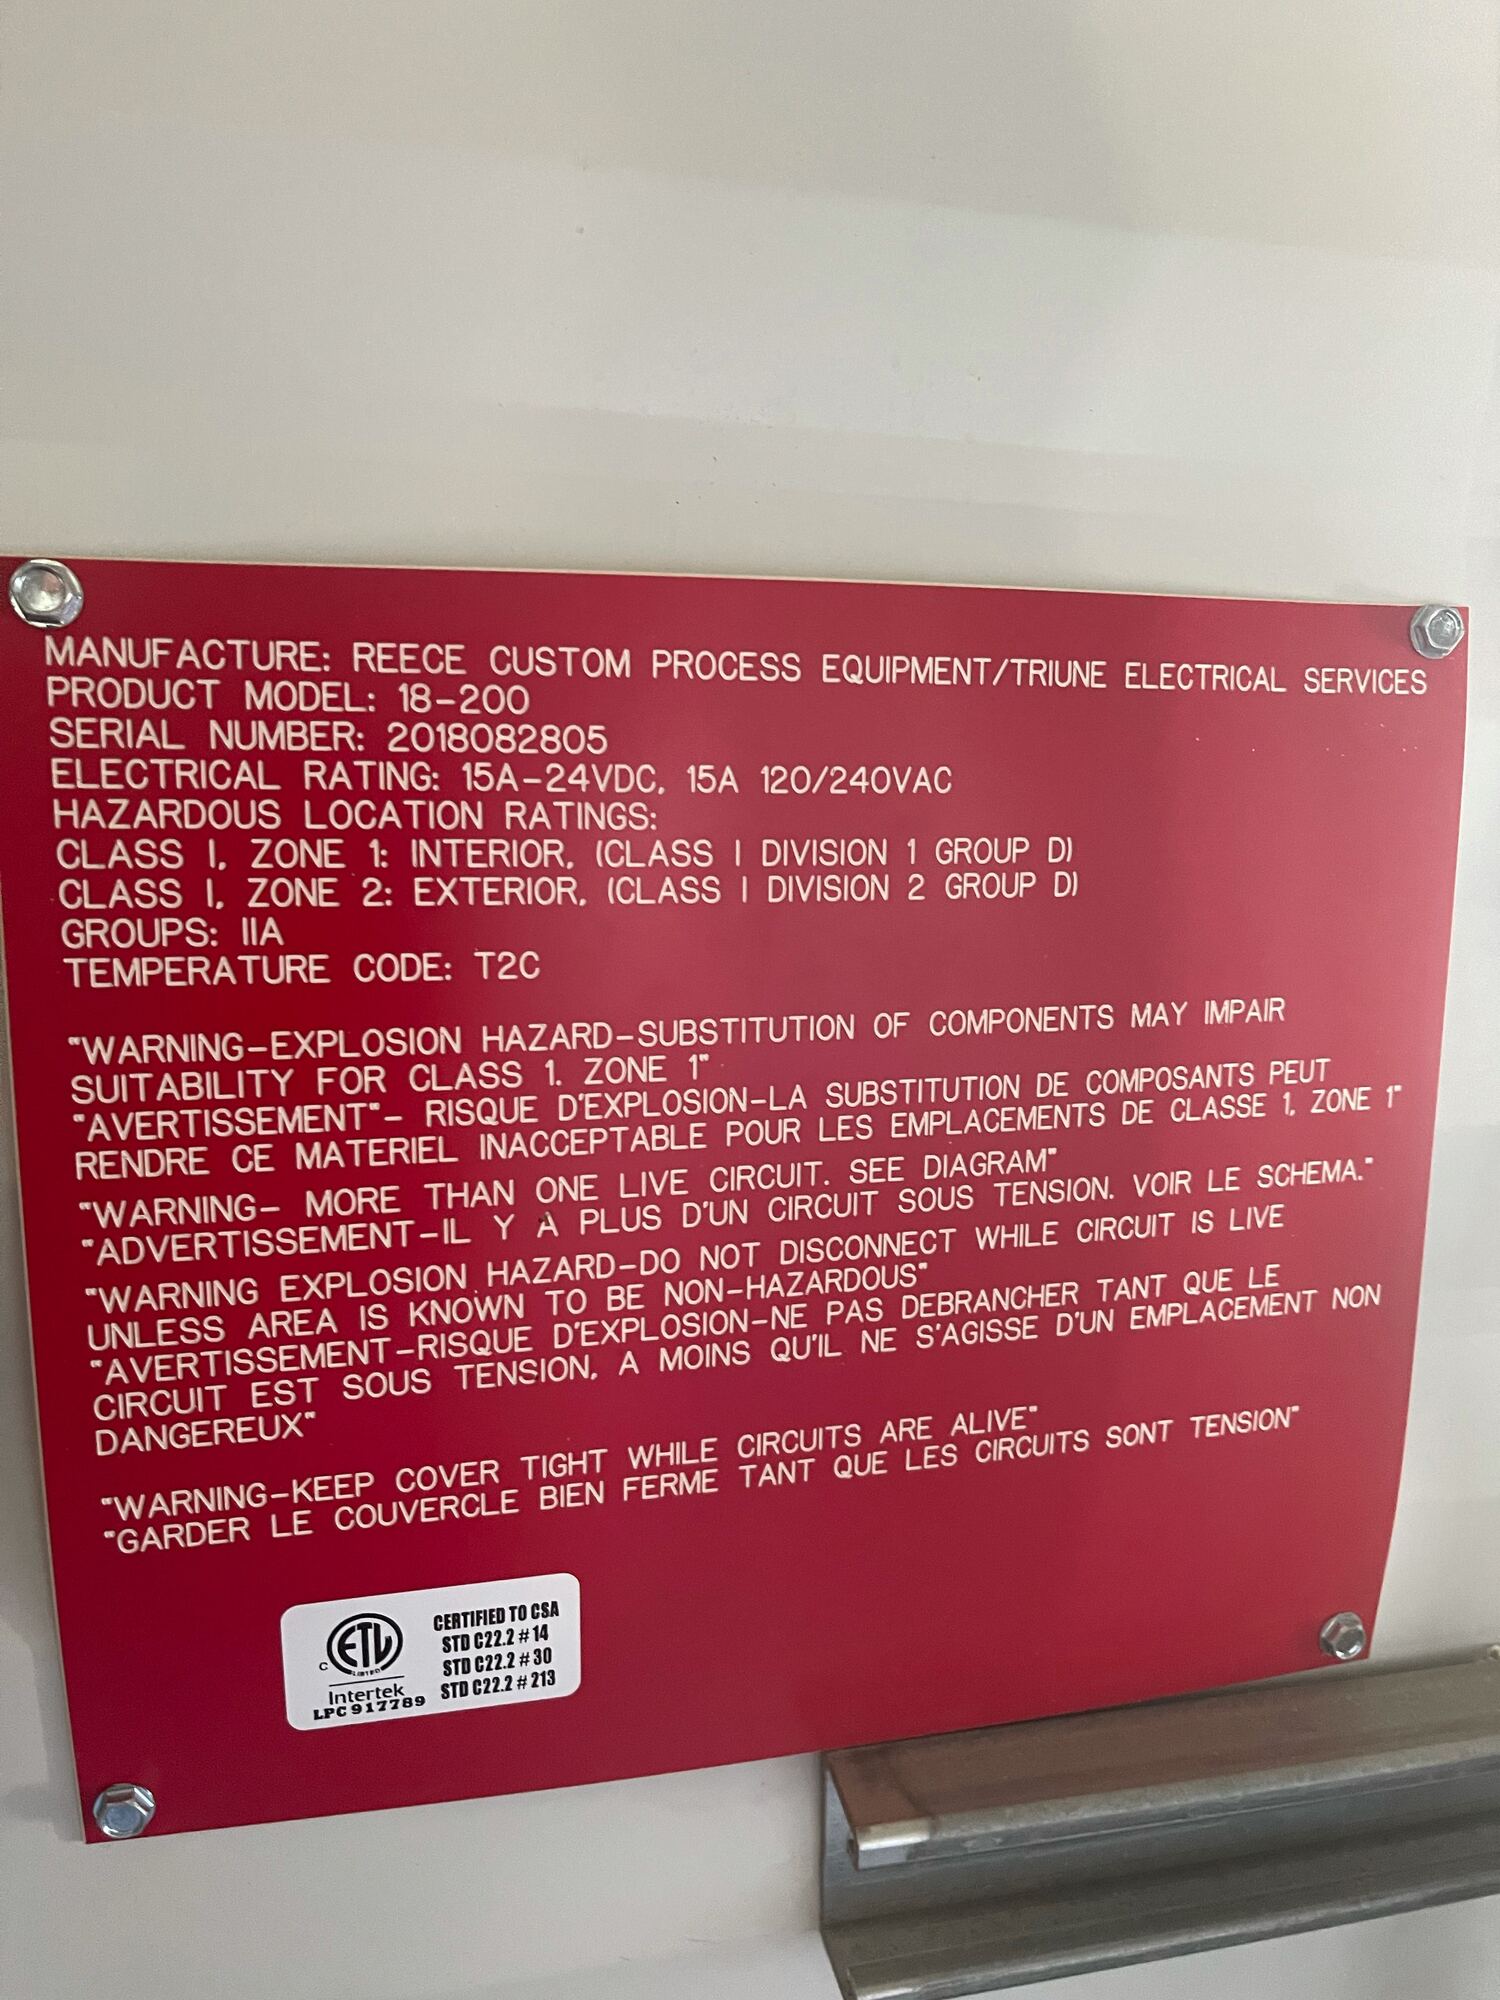 MANUFACTURE: REECE CUSTOM PROCESS EQUIPMENT/TRIUNE ELECTRICAL SERVICES
PRODUCT MODEL: 18-200
SERIAL NUMBER: 2018082805
ELECTRICAL RATING: 15A-24VDC, 15A 120/240VAC
HAZARDOUS LOCATION RATINGS:
CLASS I, ZONE 1: INTERIOR, (CLASS I DIVISION 1 GROUP D)
CLASS I, ZONE 2: EXTERIOR, (CLASS I DIVISION 2 GROUP D)
GROUPS: IIA
TEMPERATURE CODE: T2C
"WARNING-EXPLOSION HAZARD-SUBSTITUTION OF COMPONENTS MAY IMPAIR
SUITABILITY FOR CLASS 1, ZONE 1"
"AVERTISSEMENT"- RISQUE D'EXPLOSION-LA SUBSTITUTION DE COMPOSANTS PEUT
RENDRE CE MATERIEL INACCEPTABLE POUR LES EMPLACEMENTS DE CLASSE 1, ZONE 1"
"WARNING- MORE THAN ONE LIVE CIRCUIT. SEE DIAGRAM"
"ADVERTISSEMENT-IL Y A PLUS D'UN CIRCUIT SOUS TENSION. VOIR LE SCHEMA."
"WARNING EXPLOSION HAZARD-DO NOT DISCONNECT WHILE CIRCUIT IS LIVE
UNLESS AREA IS KNOWN TO BE NON-HAZARDOUS"
"AVERTISSEMENT-RISQUE D'EXPLOSION-NE PAS DEBRANCHER TANT QUE LE
CIRCUIT EST SOUS TENSION, A MOINS QU'IL NE S'AGISSE D'UN EMPLACEMENT NON
DANGEREUX"
"WARNING-KEEP COVER TIGHT WHILE CIRCUITS ARE ALIVE"
"GARDER LE COUVERCLE BIEN FERME TANT QUE LES CIRCUITS SONT TENSION"
C ETL LISTED
Intertek
LPC917789
CERTIFIED TO CSA
STD C22.2 # 14
STD C22.2 # 30
STD C22.2 # 213